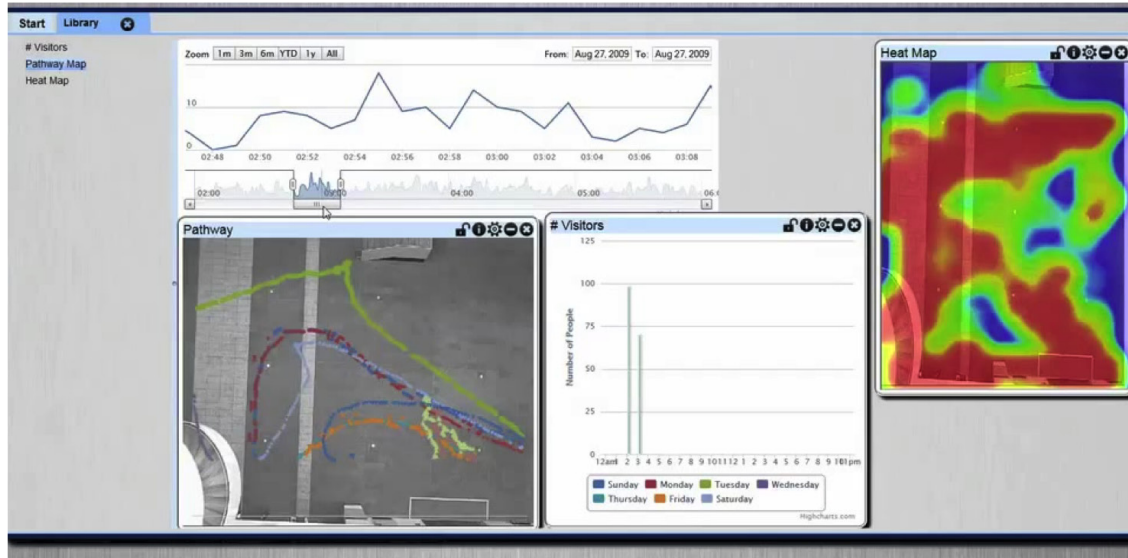 Start Library
# Visitors
Pathway Map
Heat Map
Zoom 1m 3m 6m YTD 1y All From: Aug 27, 2009 To: Aug 27, 2009
10
0
02:48 02:50 02:52 02:54 02:56 02:58 03:00 03:02 03:04 03:06 03:08
02:00 04:00 05:00
Pathway
# Visitors
125
100
75
50
25
0
Number of People
12am 1 2 3 4 5 6 7 8 9 10 11 12 1 2 3 4 5 6 7 8 9 10 11pm
Sunday Monday Tuesday Wednesday
Thursday Friday Saturday
Highcharts.com
Heat Map